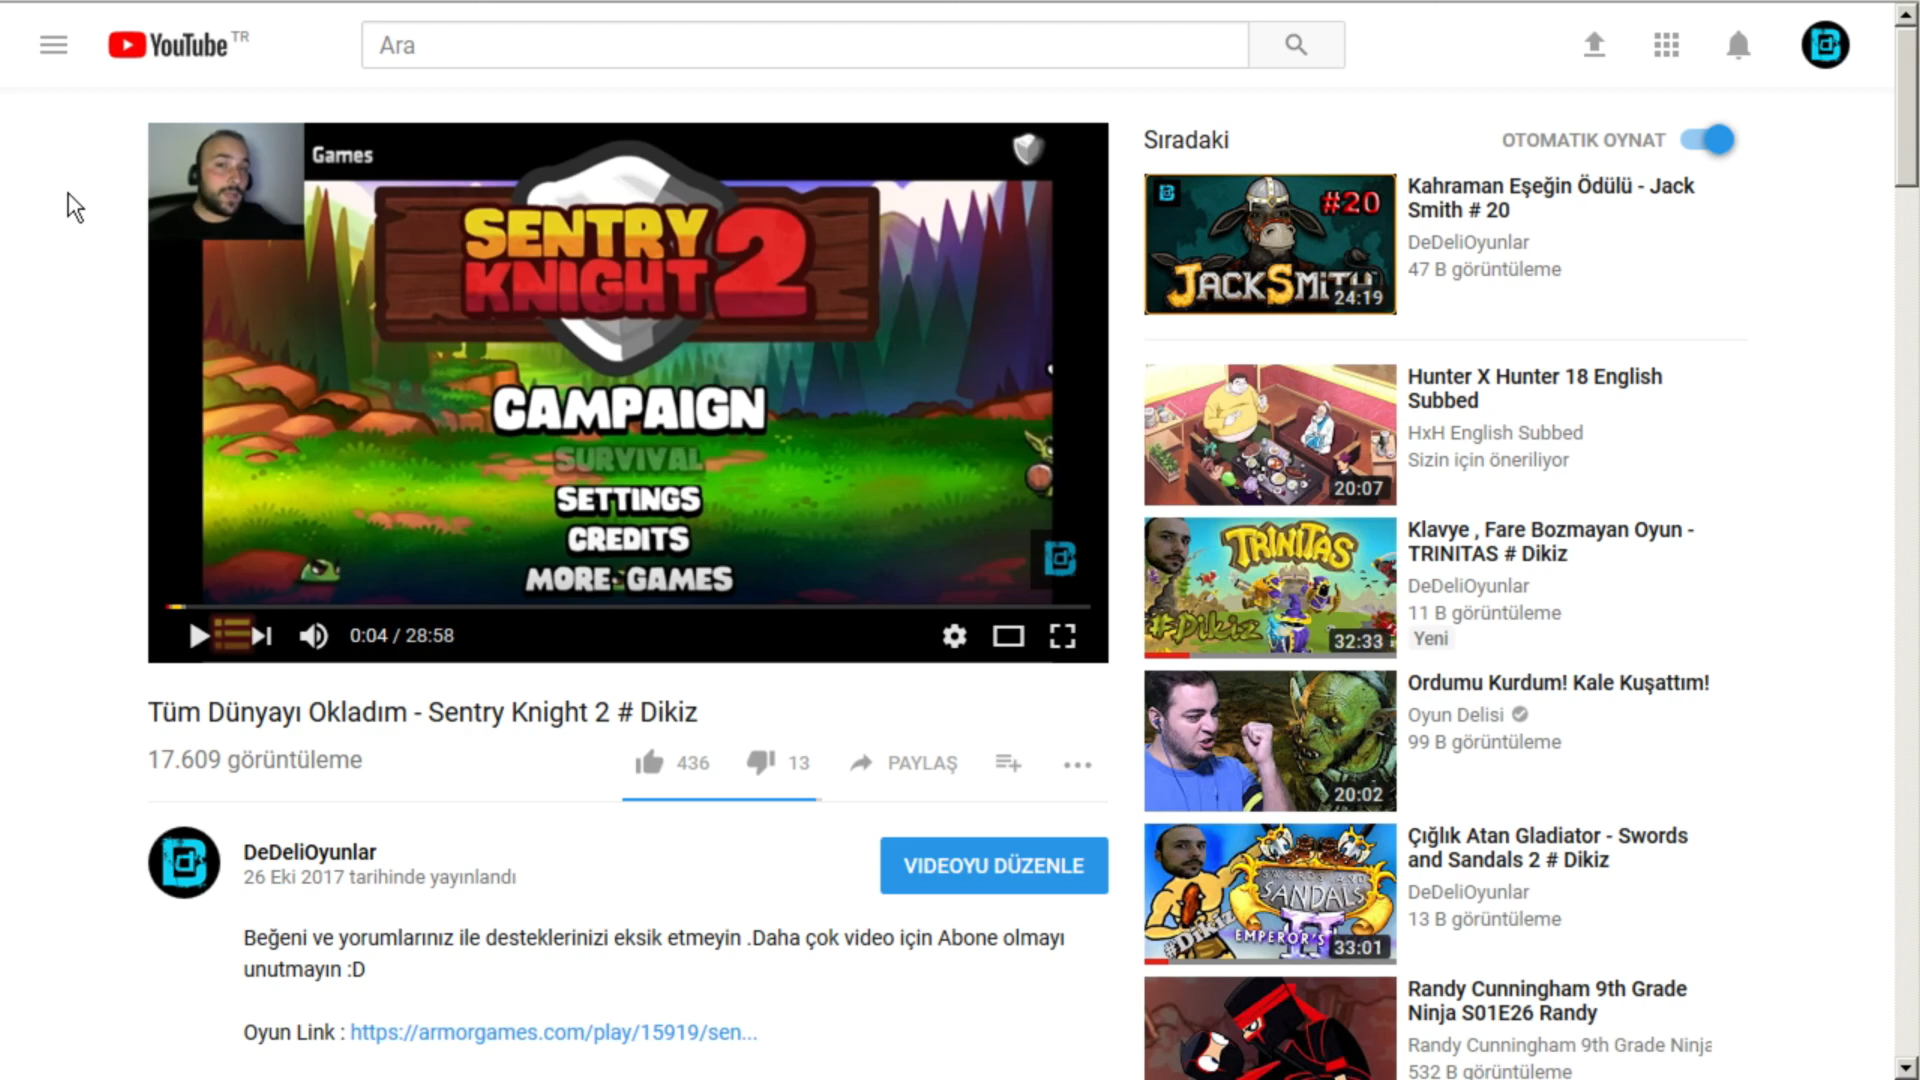 YouTube TR
Ara
Games
SENTRY
KNIGHT 2
CAMPAIGN
SURVIVAL
SETTINGS
CREDITS
MORE GAMES
0:04 / 28:58
Tüm Dünyayı Okladım - Sentry Knight 2 # Dikiz
17.609 görüntüleme
436
13
PAYLAŞ
DeDeliOyunlar
26 Eki 2017 tarihinde yayınlandı
VIDEOYU DÜZENLE
Beğeni ve yorumlarınız ile desteklerinizi eksik etmeyin .Daha çok video için Abone olmayı
unutmayın :D
Oyun Link : https://armorgames.com/play/15919/sen...
Sıradaki
OTOMATIK OYNAT
#20
JACKSMITH
24:19
Kahraman Eşeğin Ödülü - Jack
Smith # 20
DeDeliOyunlar
47 B görüntüleme
20:07
Hunter X Hunter 18 English
Subbed
HxH English Subbed
Sizin için öneriliyor
TRINITAS
#Dikiz
32:33
Klavye , Fare Bozmayan Oyun -
TRINITAS # Dikiz
DeDeliOyunlar
11 B görüntüleme
Yeni
20:02
Ordumu Kurdum! Kale Kuşattım!
Oyun Delisi
99 B görüntüleme
SWORDS AND
SANDALS
II
EMPEROR'S
#Dikiz
33:01
Çığlık Atan Gladiator - Swords
and Sandals 2 # Dikiz
DeDeliOyunlar
13 B görüntüleme
Randy Cunningham 9th Grade
Ninja S01E26 Randy
Randy Cunningham 9th Grade Ninja
532 B görüntüleme